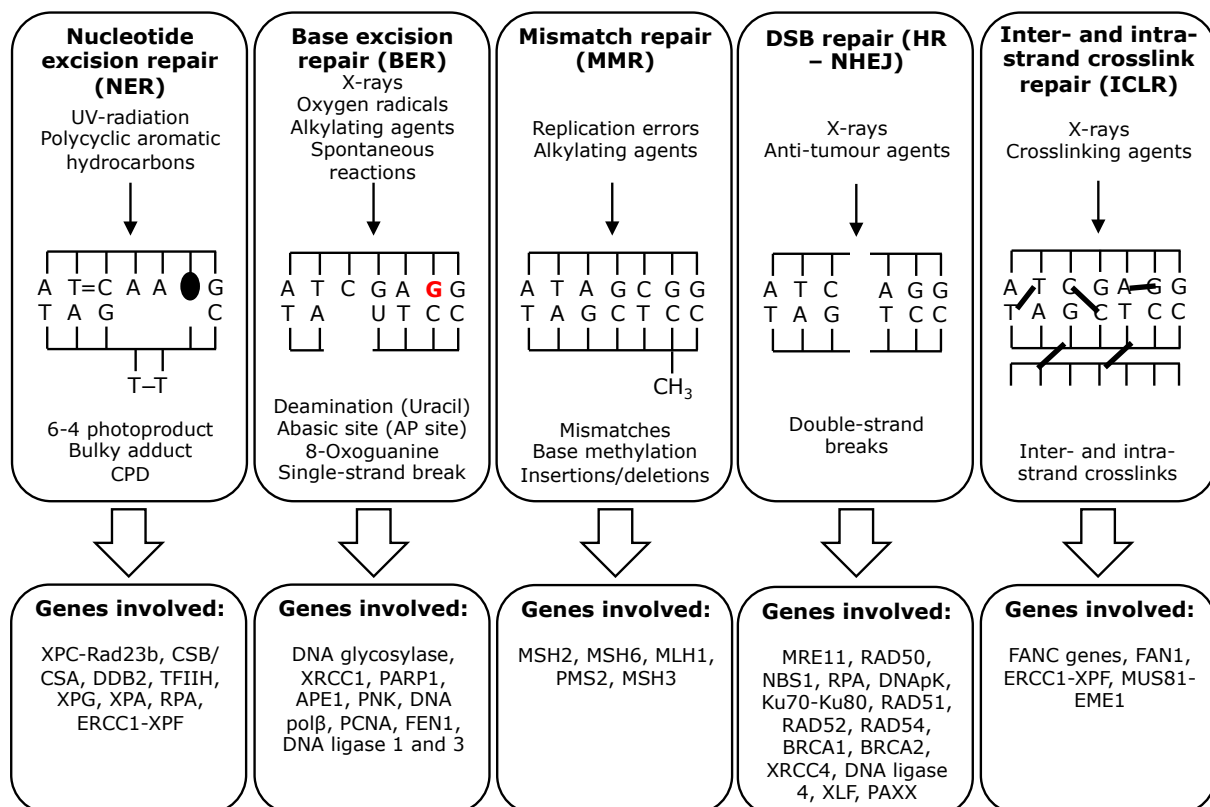 Nucleotide
excision repair
(NER)
UV-radiation
Polycyclic aromatic
hydrocarbons
A T=C A A G
T A G C
T–T
6-4 photoproduct
Bulky adduct
CPD
Base excision
repair (BER)
X-rays
Oxygen radicals
Alkylating agents
Spontaneous
reactions
A T C G A G G
T A U T C C
Deamination (Uracil)
Abasic site (AP site)
8-Oxoguanine
Single-strand break
Mismatch repair
(MMR)
Replication errors
Alkylating agents
A T A G C G G
T A G C T C C
CH3
Mismatches
Base methylation
Insertions/deletions
DSB repair (HR
– NHEJ)
X-rays
Anti-tumour agents
A T C A G G
T A G T C C
Double-strand
breaks
Inter- and intra-
strand crosslink
repair (ICLR)
X-rays
Crosslinking agents
A T C G A G G
T A G C T C C
Inter- and intra-
strand crosslinks
Genes involved:
XPC-Rad23b, CSB/
CSA, DDB2, TFIIH,
XPG, XPA, RPA,
ERCC1-XPF
Genes involved:
DNA glycosylase,
XRCC1, PARP1,
APE1, PNK, DNA
polβ, PCNA, FEN1,
DNA ligase 1 and 3
Genes involved:
MSH2, MSH6, MLH1,
PMS2, MSH3
Genes involved:
MRE11, RAD50,
NBS1, RPA, DNApK,
Ku70-Ku80, RAD51,
RAD52, RAD54,
BRCA1, BRCA2,
XRCC4, DNA ligase
4, XLF, PAXX
Genes involved:
FANC genes, FAN1,
ERCC1-XPF, MUS81-
EME1